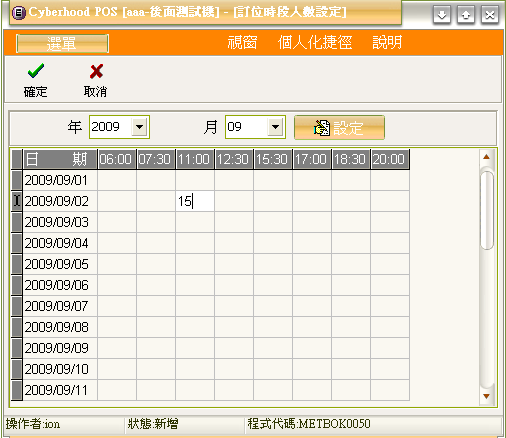 Cyberhood POS [aaa-後面測試機] - [訂位時段人數設定]
選單 視窗 個人化捷徑 說明
確定 取消
年 2009 月 09 設定
日 期 06:00 07:30 11:00 12:30 15:30 17:00 18:30 20:00
2009/09/01
2009/09/02 15
2009/09/03
2009/09/04
2009/09/05
2009/09/06
2009/09/07
2009/09/08
2009/09/09
2009/09/10
2009/09/11
操作者:ion 狀態:新增 程式代碼:METBOK0050